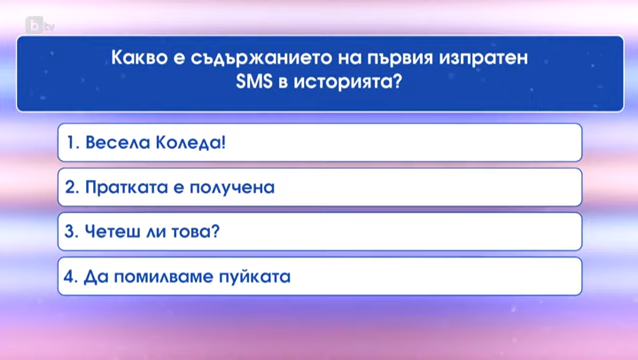 btv
Какво е съдържанието на първия изпратен
SMS в историята?
1. Весела Коледа!
2. Пратката е получена
3. Четеш ли това?
4. Да помилваме пуйката